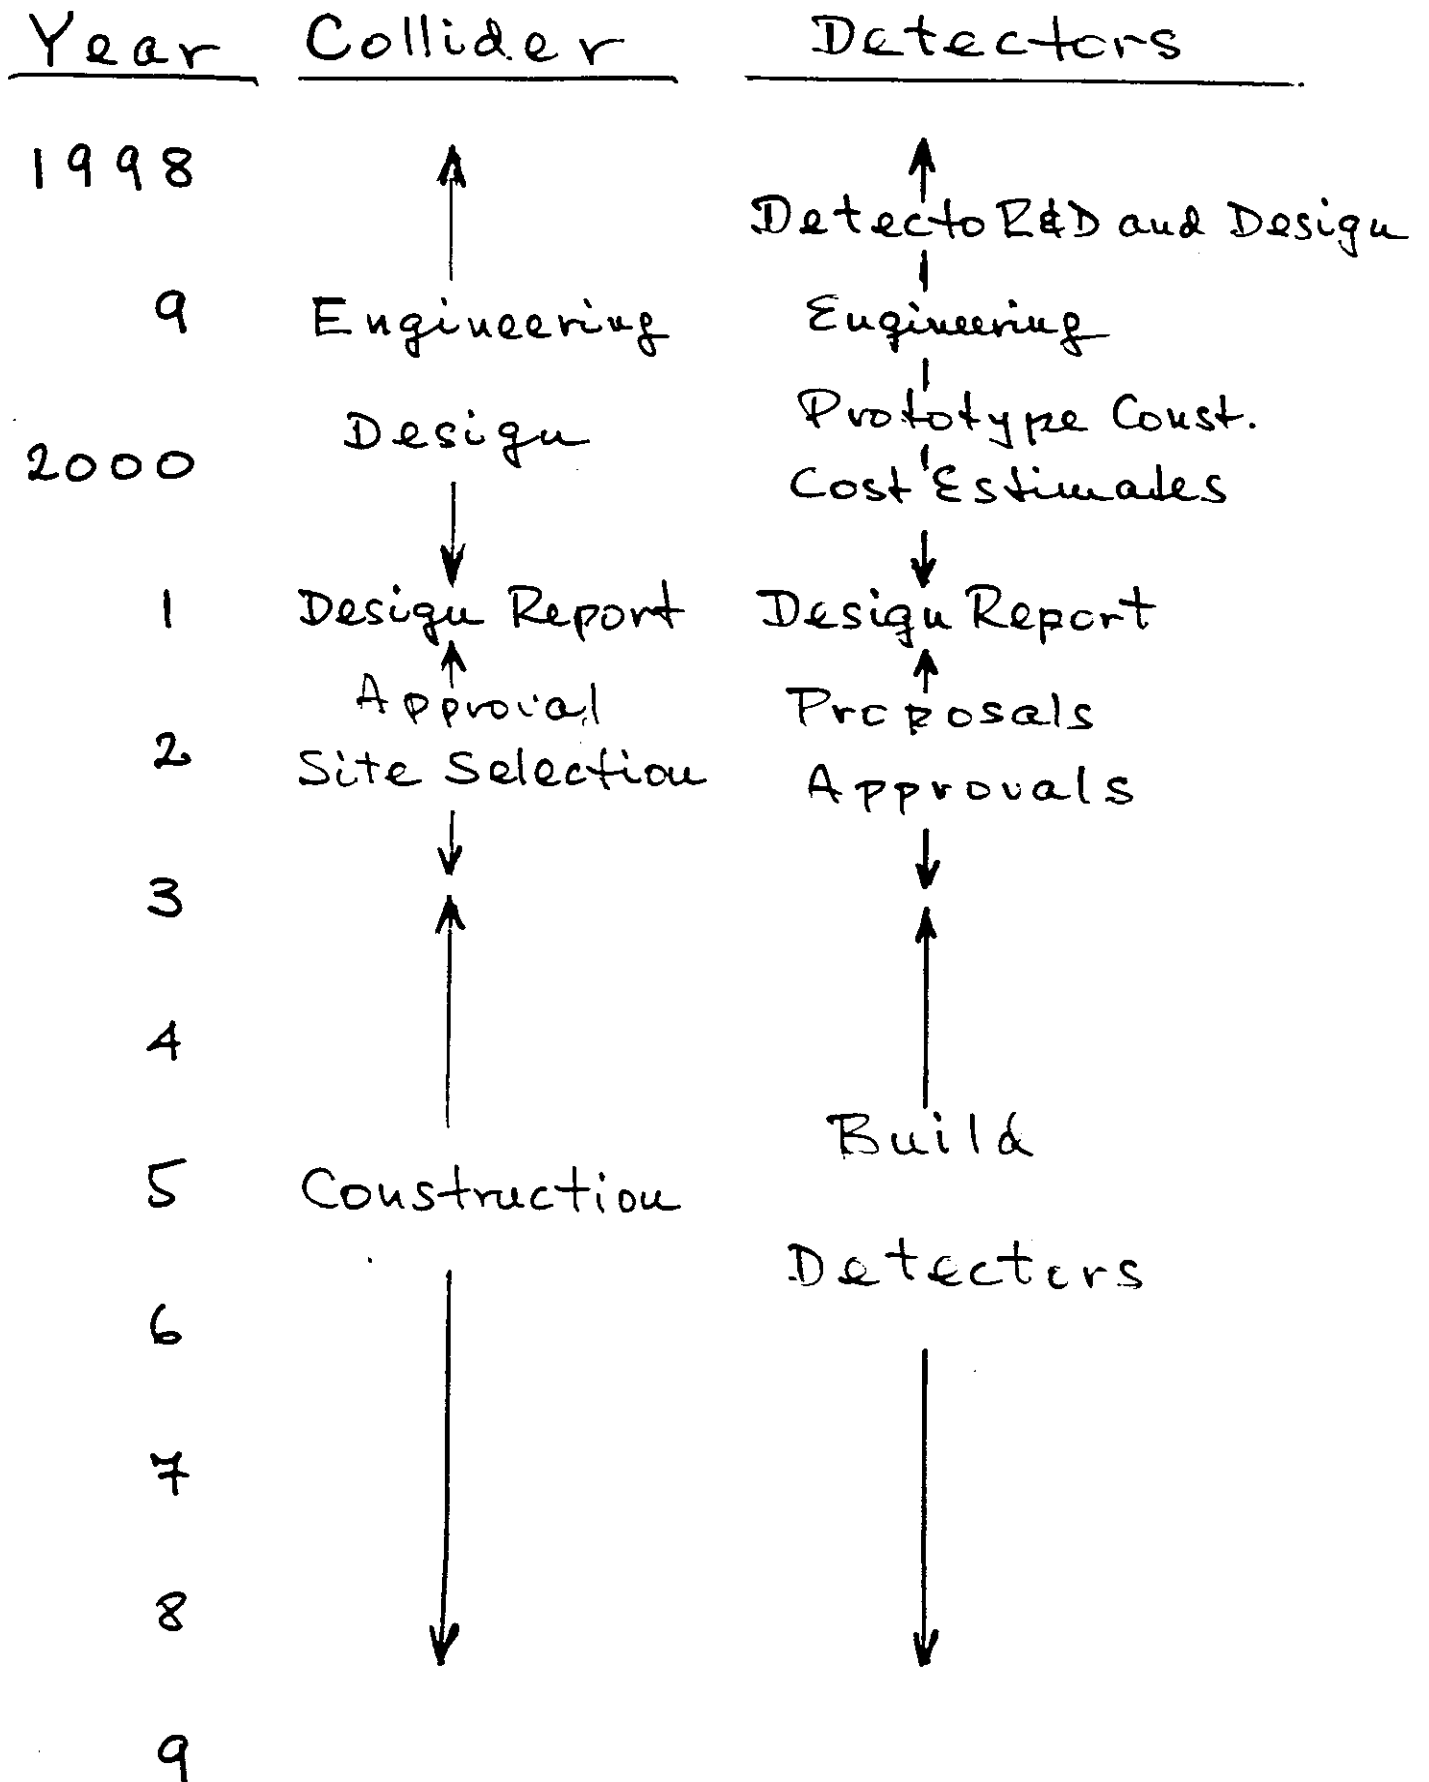 Year Collider Detectors
1998
Detecto R&D and Design
9 Engineering Engineering
Prototype Const.
Design
2000
Cost Estimates
1 Design Report Design Report
Approval Proposals
2 Site Selection Approvals
3
4
Build
5 Construction
Detectors
6
7
8
9